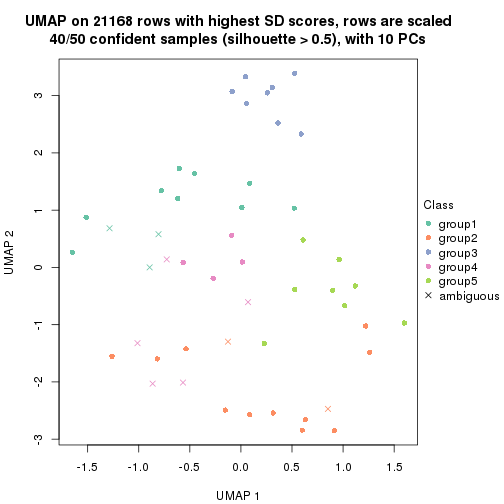 UMAP on 21168 rows with highest SD scores, rows are scaled
40/50 confident samples (silhouette > 0.5), with 10 PCs
3
2
1
0
-1
-2
-3
UMAP 2
-1.5 -1.0 -0.5 0.0 0.5 1.0 1.5
UMAP 1
Class
group1
group2
group3
group4
group5
ambiguous